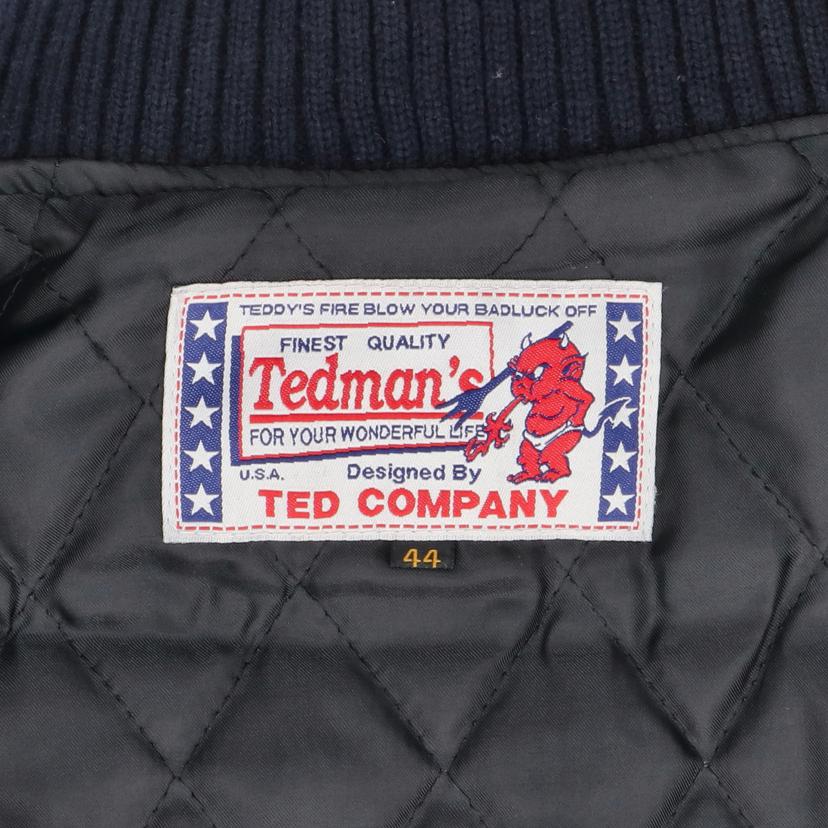 TEDDY'S FIRE BLOW YOUR BADLUCK OFF
FINEST QUALITY
Tedman's
FOR YOUR WONDERFUL LIFE
U.S.A. Designed By
TED COMPANY
44